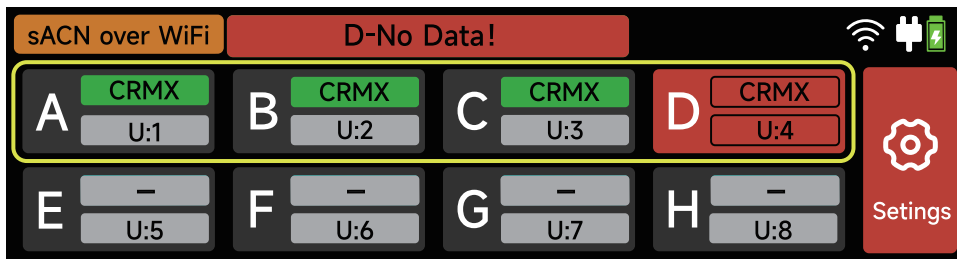 sACN over WiFi
D-No Data!
A
CRMX
U:1
B
CRMX
U:2
C
CRMX
U:3
D
CRMX
U:4
E
–
U:5
F
–
U:6
G
–
U:7
H
–
U:8
Setings